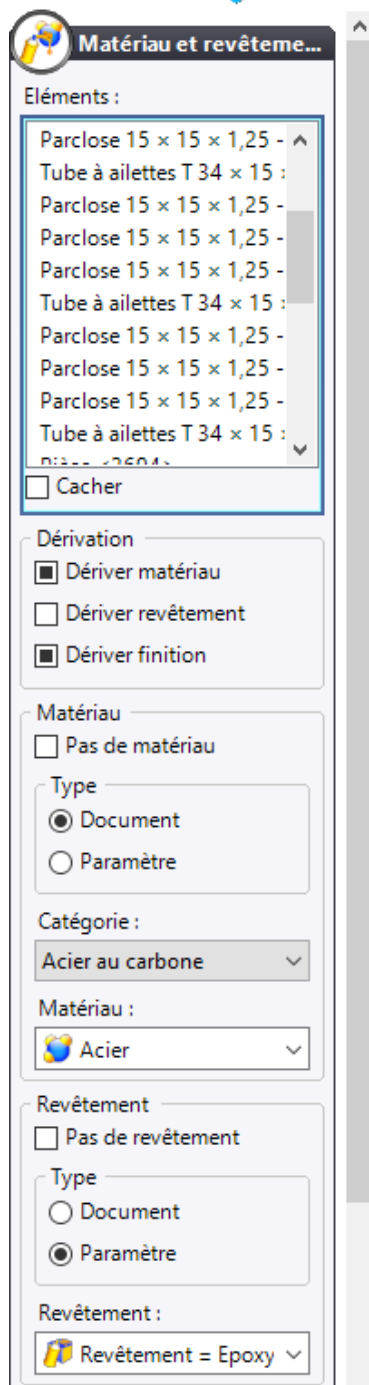 Matériau et revêteme...
Eléments :
Parclose 15 × 15 × 1,25 -
Tube à ailettes T 34 × 15 ›
Parclose 15 × 15 × 1,25 -
Parclose 15 × 15 × 1,25 -
Parclose 15 × 15 × 1,25 -
Tube à ailettes T 34 × 15 ›
Parclose 15 × 15 × 1,25 -
Parclose 15 × 15 × 1,25 -
Parclose 15 × 15 × 1,25 -
Tube à ailettes T 34 × 15 ›
Cacher
Dérivation
Dériver matériau
Dériver revêtement
Dériver finition
Matériau
Pas de matériau
Type
Document
Paramètre
Catégorie :
Acier au carbone
Matériau :
Acier
Revêtement
Pas de revêtement
Type
Document
Paramètre
Revêtement :
Revêtement = Epoxy